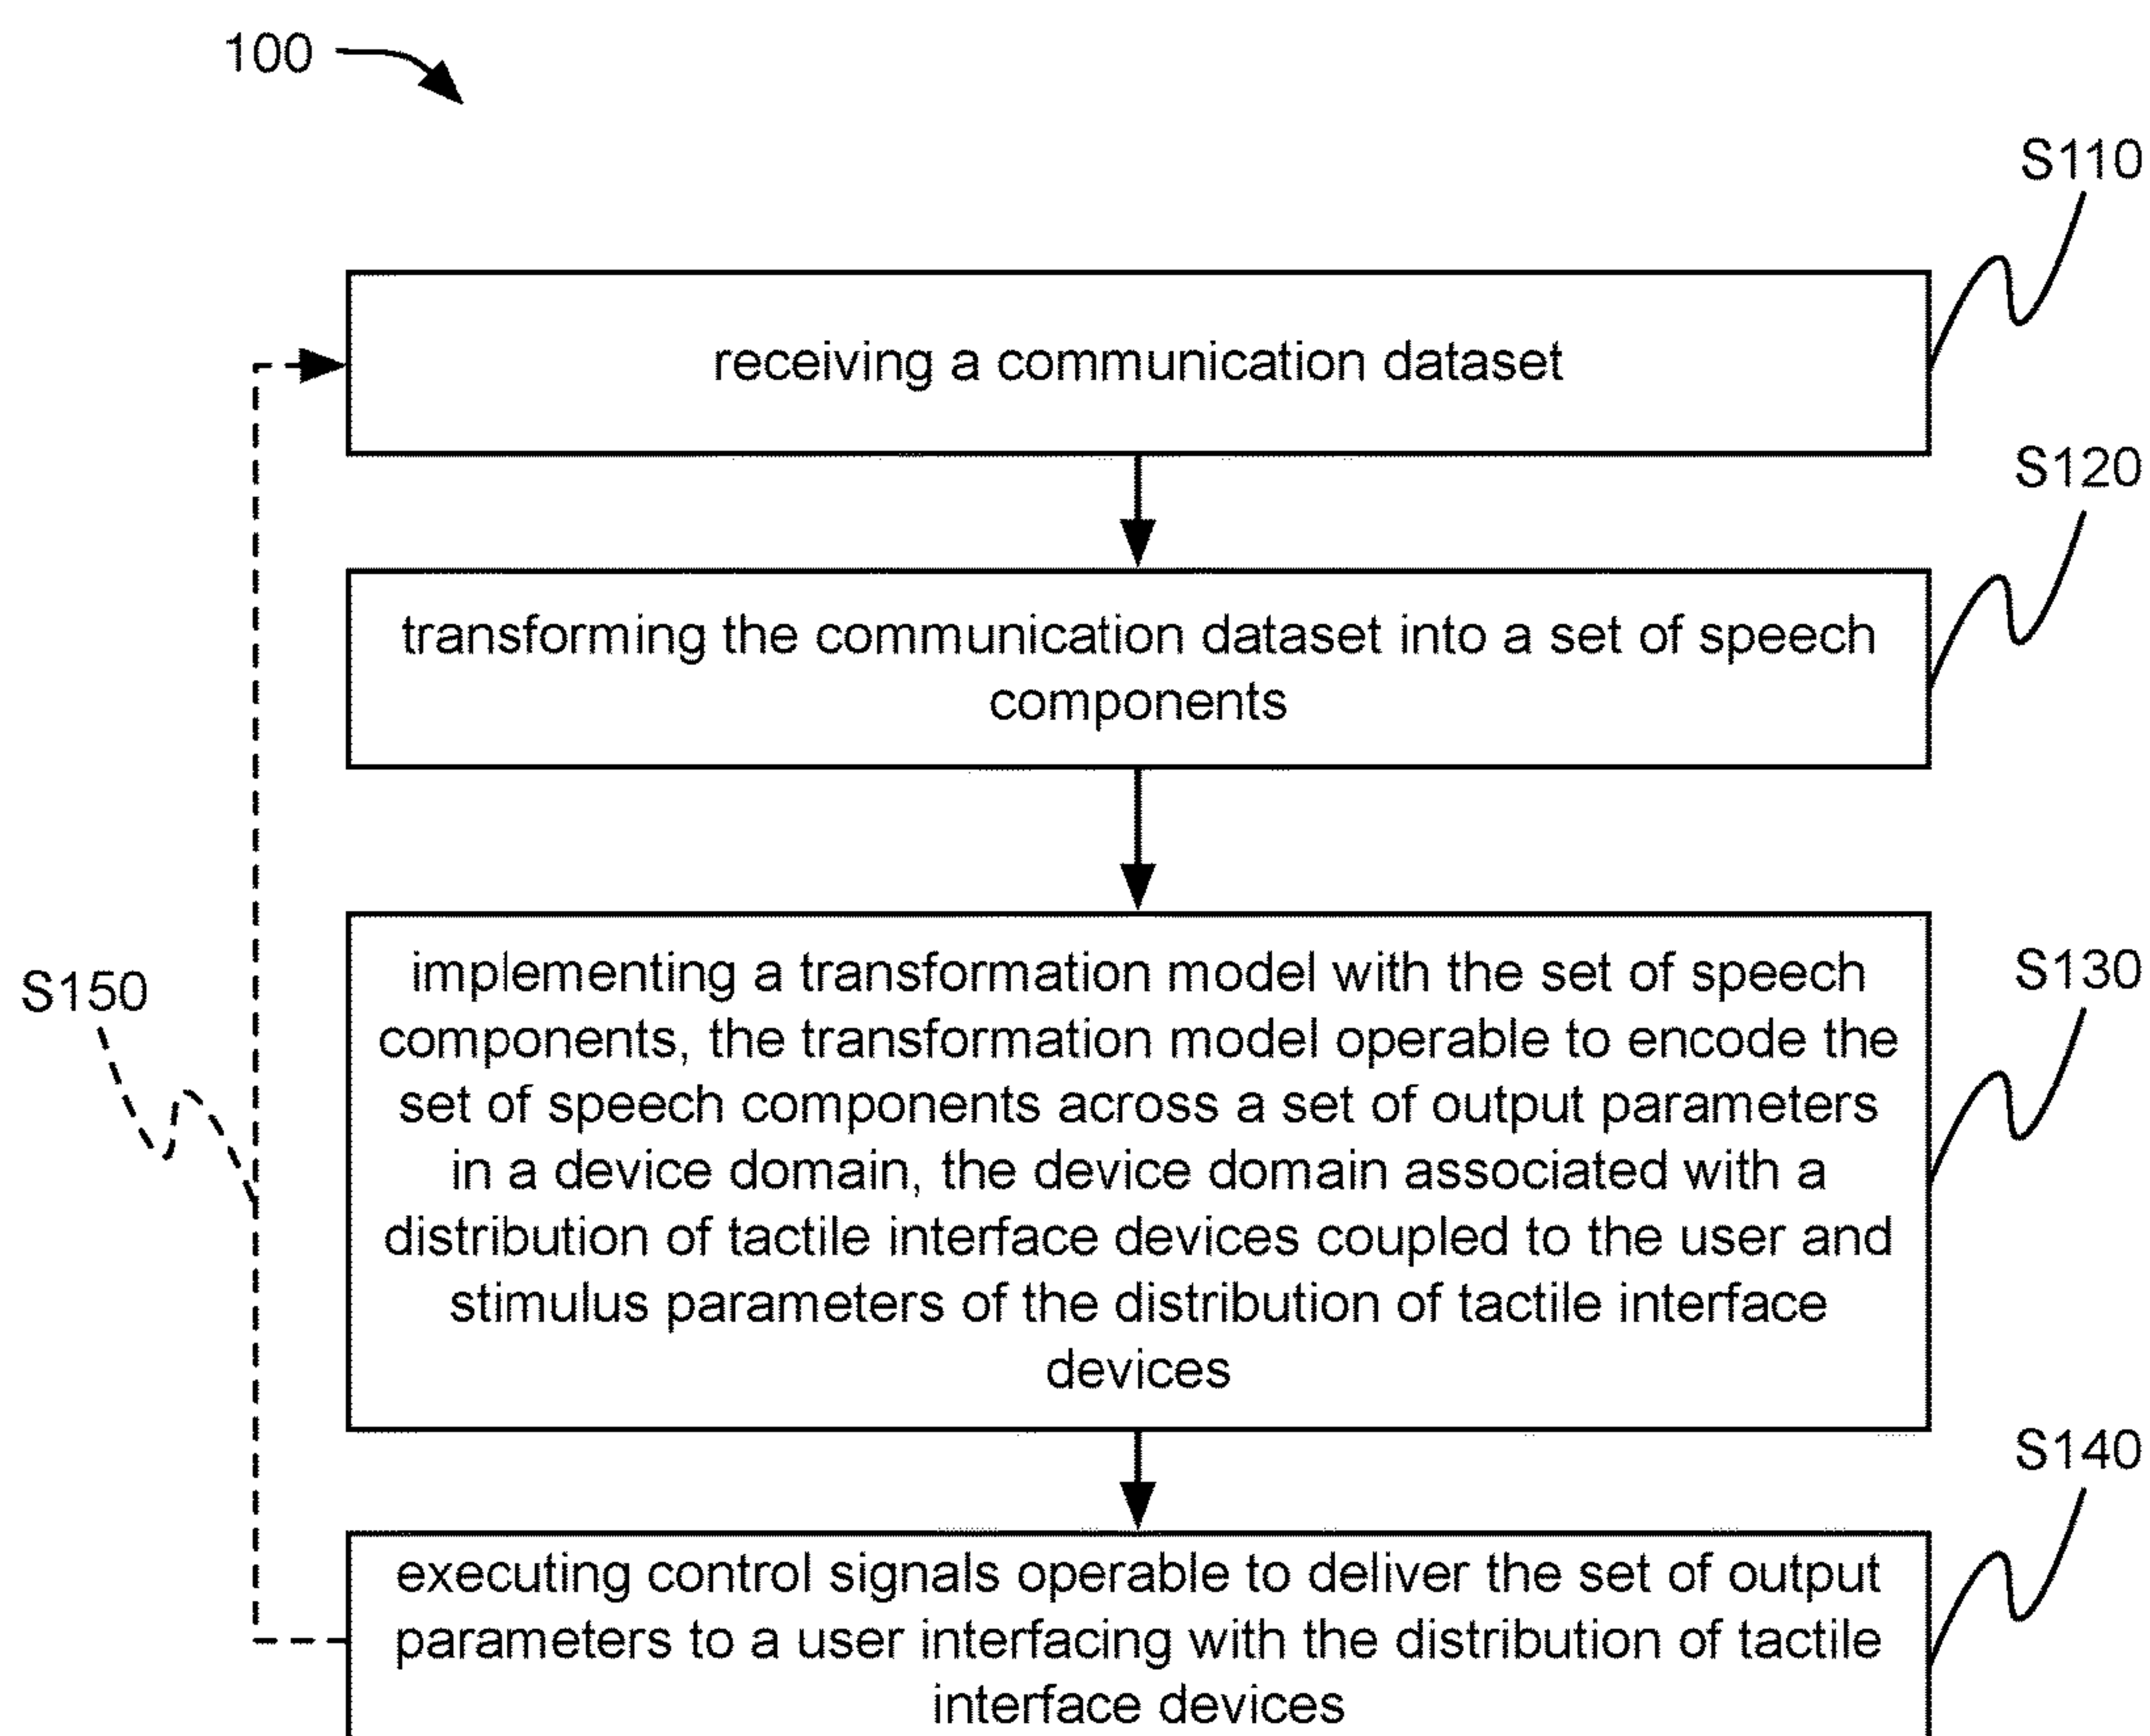 100
S110
receiving a communication dataset
S120
transforming the communication dataset into a set of speech
components
S130
implementing a transformation model with the set of speech
components, the transformation model operable to encode the
set of speech components across a set of output parameters
in a device domain, the device domain associated with a
distribution of tactile interface devices coupled to the user and
stimulus parameters of the distribution of tactile interface
devices
S150
S140
executing control signals operable to deliver the set of output
parameters to a user interfacing with the distribution of tactile
interface devices